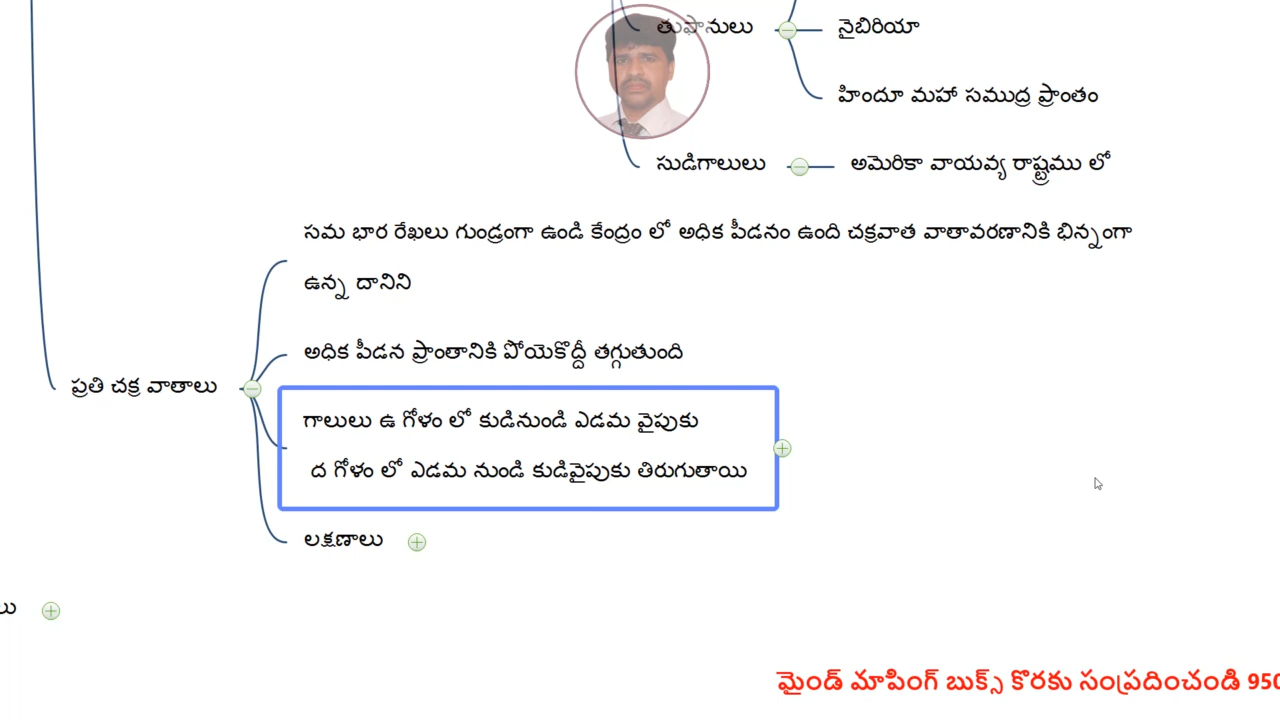 తుఫానులు
నైబిరియా
హిందూ మహా సముద్ర ప్రాంతం
సుడిగాలులు
అమెరికా వాయవ్య రాష్ట్రము లో
సమ భార రేఖలు గుండ్రంగా ఉండి కేంద్రం లో అధిక పీడనం ఉంది చక్రవాత వాతావరణానికి భిన్నంగా
ఉన్న దానిని
అధిక పీడన ప్రాంతానికి పోయెకొద్దీ తగ్గుతుంది
ప్రతి చక్ర వాతాలు
గాలులు ఉ గోళం లో కుడినుండి ఎడమ వైపుకు
ద గోళం లో ఎడమ నుండి కుడివైపుకు తిరుగుతాయి
లక్షణాలు
మైండ్ మాపింగ్ బుక్స్ కొరకు సంప్రదించండి 950